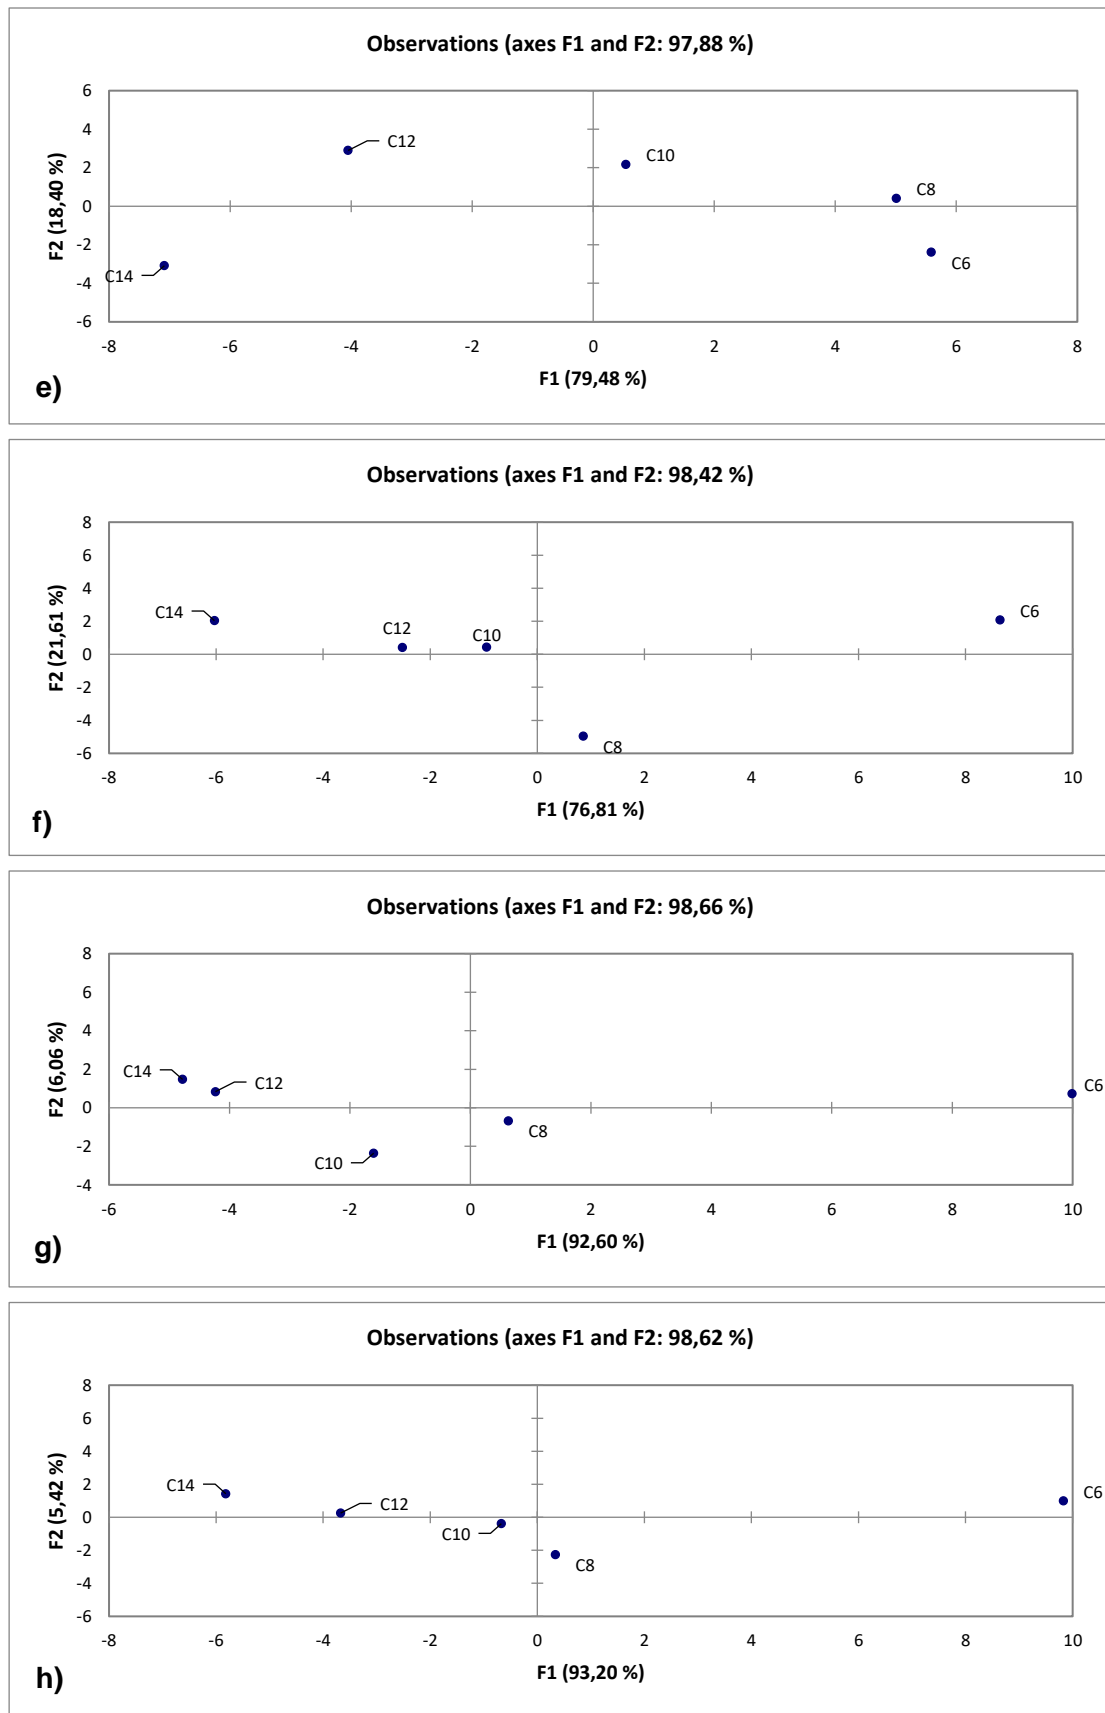 Observations (axes F1 and F2: 97,88 %)
6
4
2
0
-2
-4
-6
F2 (18,40 %)
C12
C10
C8
C6
C14
-8 -6 -4 -2 0 2 4 6 8
F1 (79,48 %)
e)
Observations (axes F1 and F2: 98,42 %)
8
6
4
2
0
-2
-4
-6
F2 (21,61 %)
C14
C12
C10
C6
C8
-8 -6 -4 -2 0 2 4 6 8 10
F1 (76,81 %)
f)
Observations (axes F1 and F2: 98,66 %)
8
6
4
2
0
-2
-4
F2 (6,06 %)
C14
C12
C6
C8
C10
-6 -4 -2 0 2 4 6 8 10
F1 (92,60 %)
g)
Observations (axes F1 and F2: 98,62 %)
8
6
4
2
0
-2
-4
-6
F2 (5,42 %)
C14
C12
C6
C10
C8
-8 -6 -4 -2 0 2 4 6 8 10
F1 (93,20 %)
h)